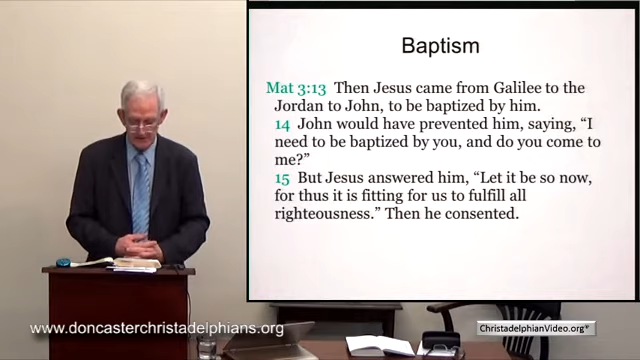 Baptism
Mat 3:13 Then Jesus came from Galilee to the
Jordan to John, to be baptized by him.
14 John would have prevented him, saying, “I
need to be baptized by you, and do you come to
me?”
15 But Jesus answered him, “Let it be so now,
for thus it is fitting for us to fulfill all
righteousness.” Then he consented.
www.doncasterchristadelphians.org
ChristadelphianVideo.org®